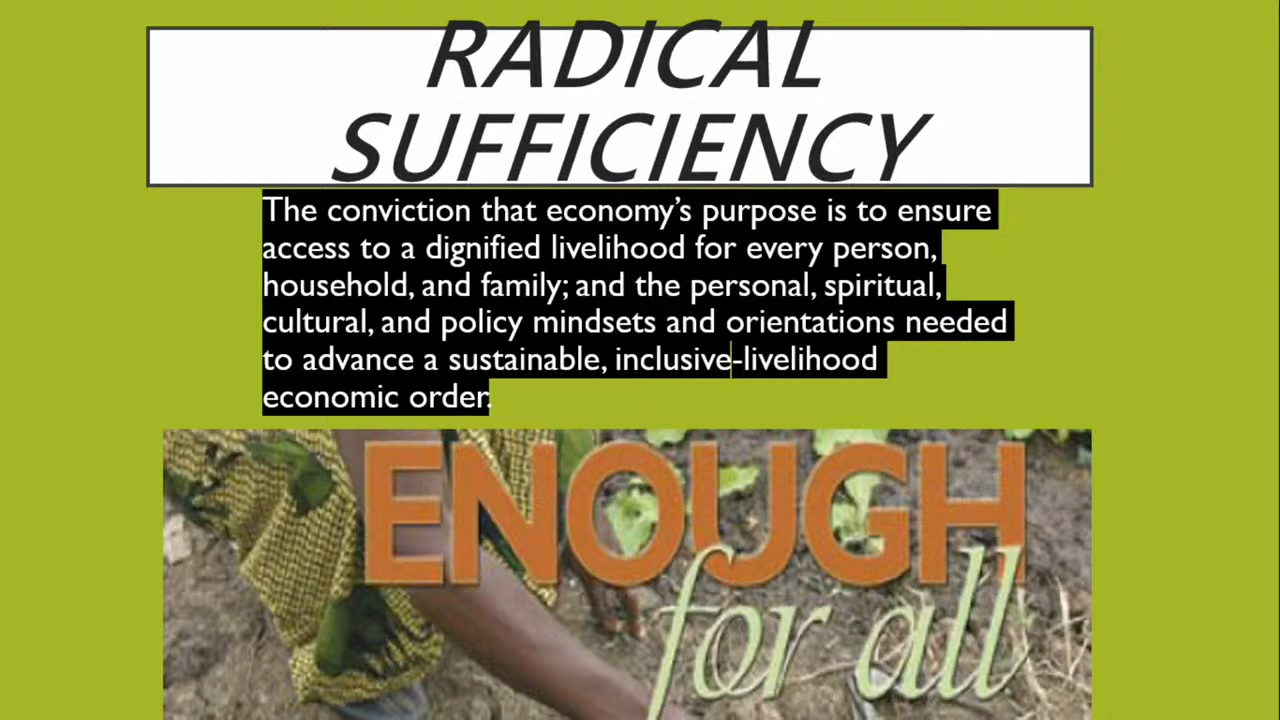 RADICAL
SUFFICIENCY
The conviction that economy’s purpose is to ensure
access to a dignified livelihood for every person,
household, and family; and the personal, spiritual,
cultural, and policy mindsets and orientations needed
to advance a sustainable, inclusive-livelihood
economic order.
ENOUGH
for all